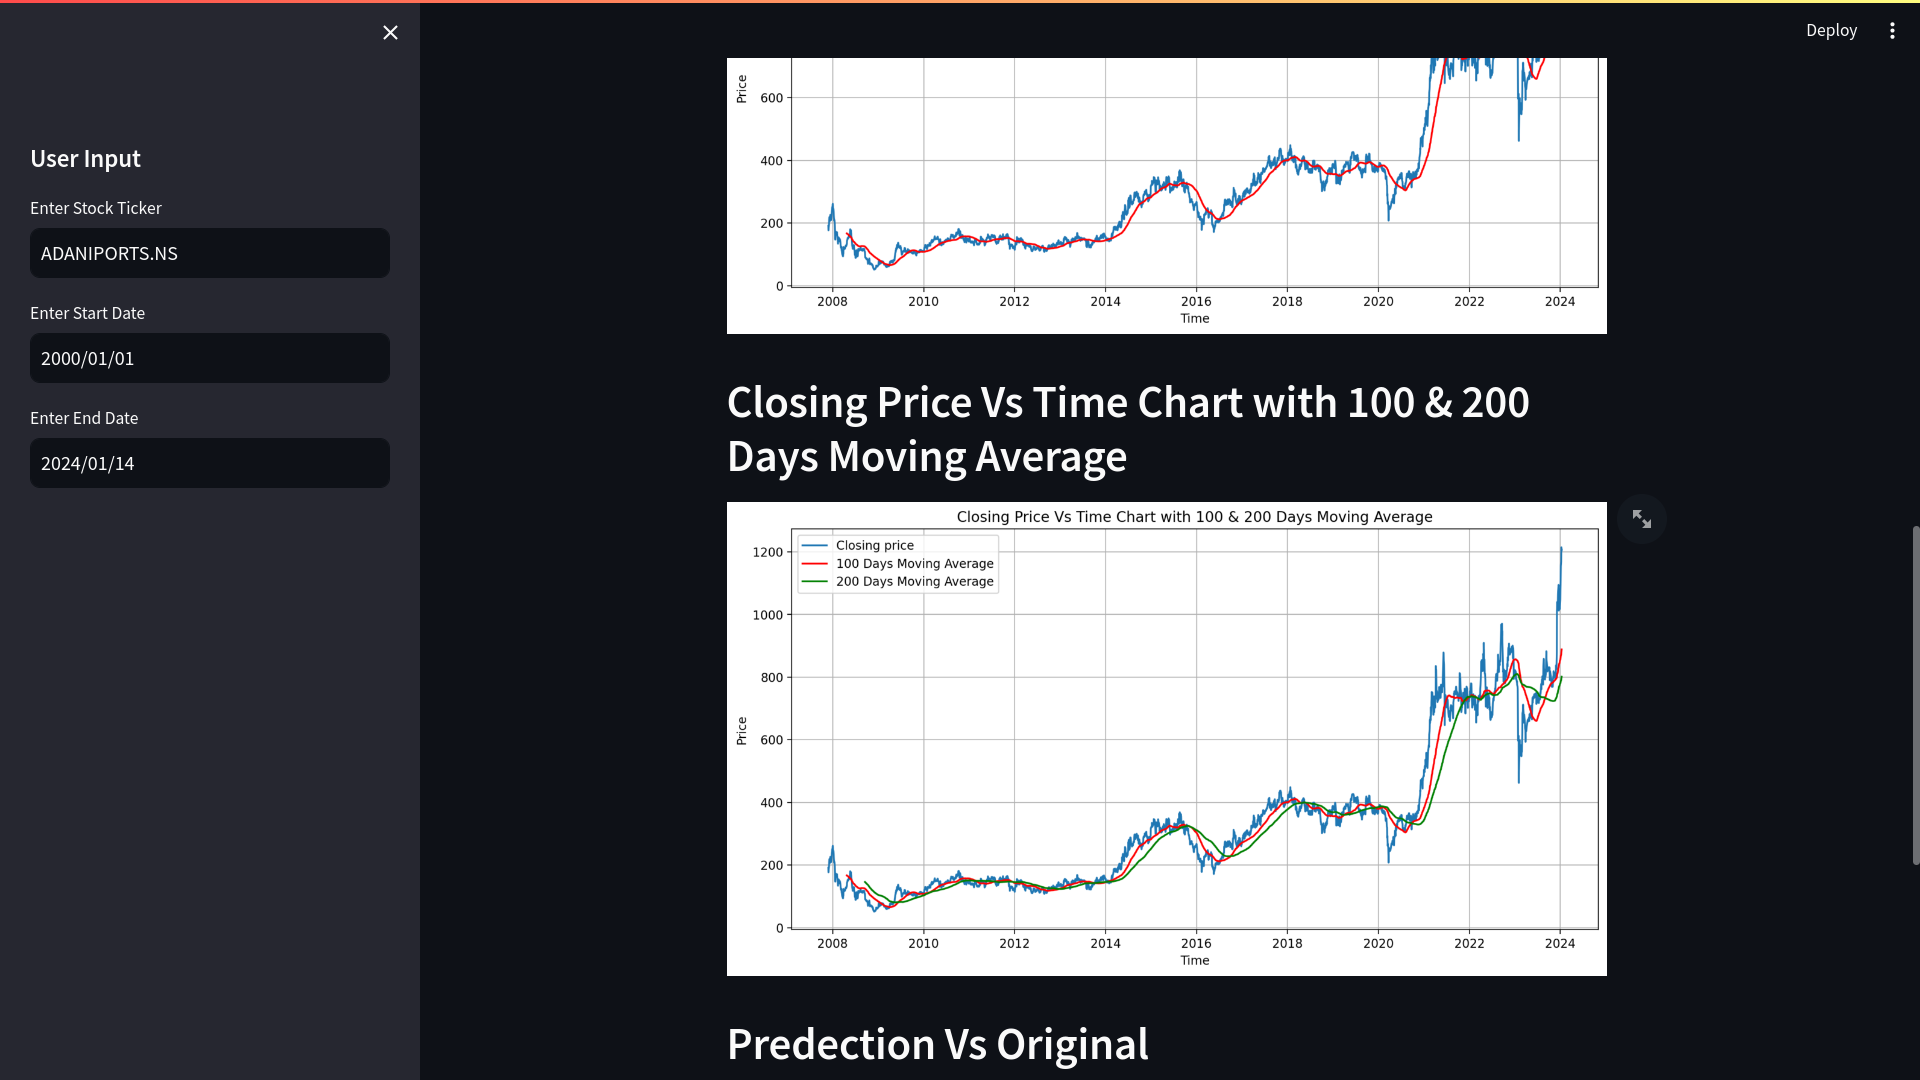 Deploy
User Input
Enter Stock Ticker
ADANIPORTS.NS
Enter Start Date
2000/01/01
Enter End Date
2024/01/14
Price
600
400
200
0
2008 2010 2012 2014 2016 2018 2020 2022 2024
Time
Closing Price Vs Time Chart with 100 & 200
Days Moving Average
Closing Price Vs Time Chart with 100 & 200 Days Moving Average
Closing price
100 Days Moving Average
200 Days Moving Average
Price
1200
1000
800
600
400
200
0
2008 2010 2012 2014 2016 2018 2020 2022 2024
Time
Predection Vs Original